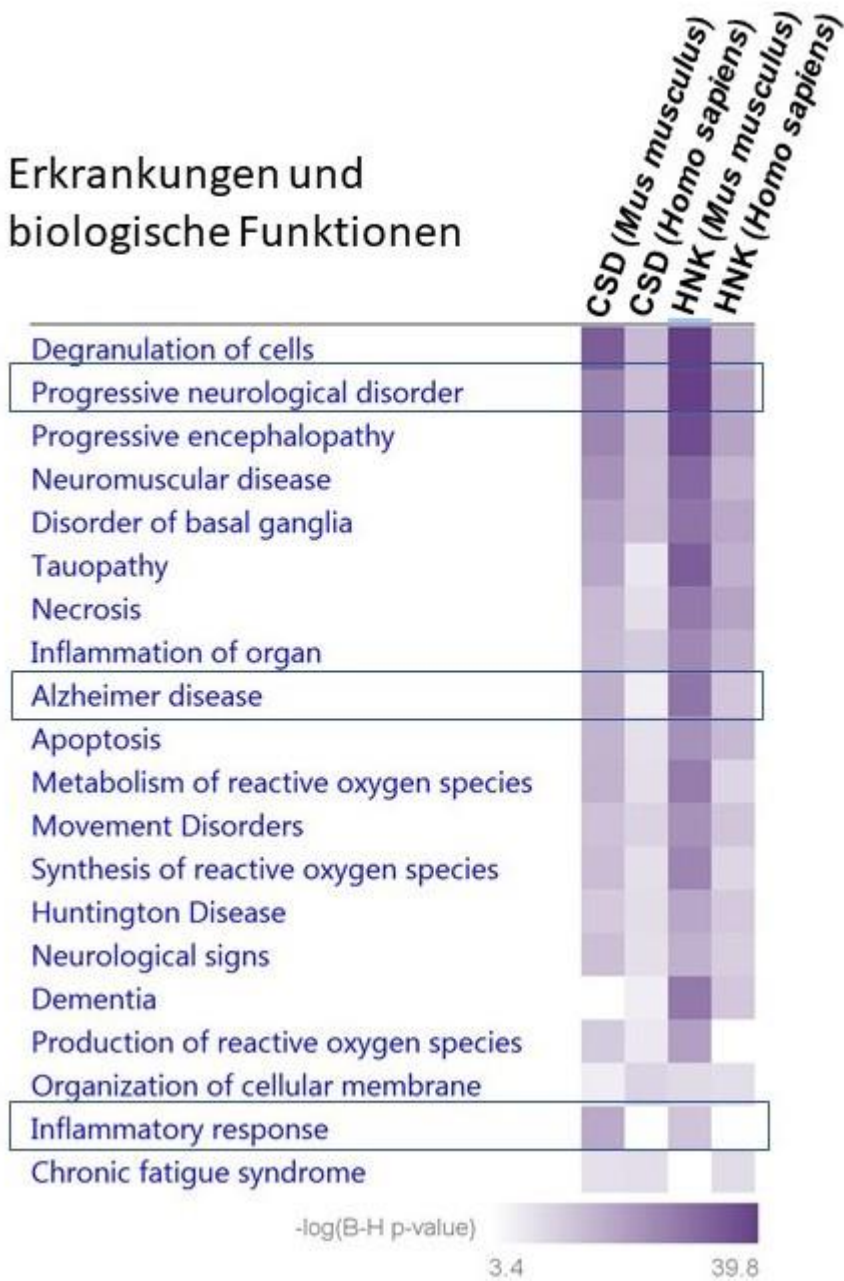 CSD (Mus musculus)
CSD (Homo sapiens)
HNK (Mus musculus)
HNK (Homo sapiens)
Erkrankungen und
biologische Funktionen
Degranulation of cells
Progressive neurological disorder
Progressive encephalopathy
Neuromuscular disease
Disorder of basal ganglia
Tauopathy
Necrosis
Inflammation of organ
Alzheimer disease
Apoptosis
Metabolism of reactive oxygen species
Movement Disorders
Synthesis of reactive oxygen species
Huntington Disease
Neurological signs
Dementia
Production of reactive oxygen species
Organization of cellular membrane
Inflammatory response
Chronic fatigue syndrome
-log(B-H p-value)
3.4 39.8